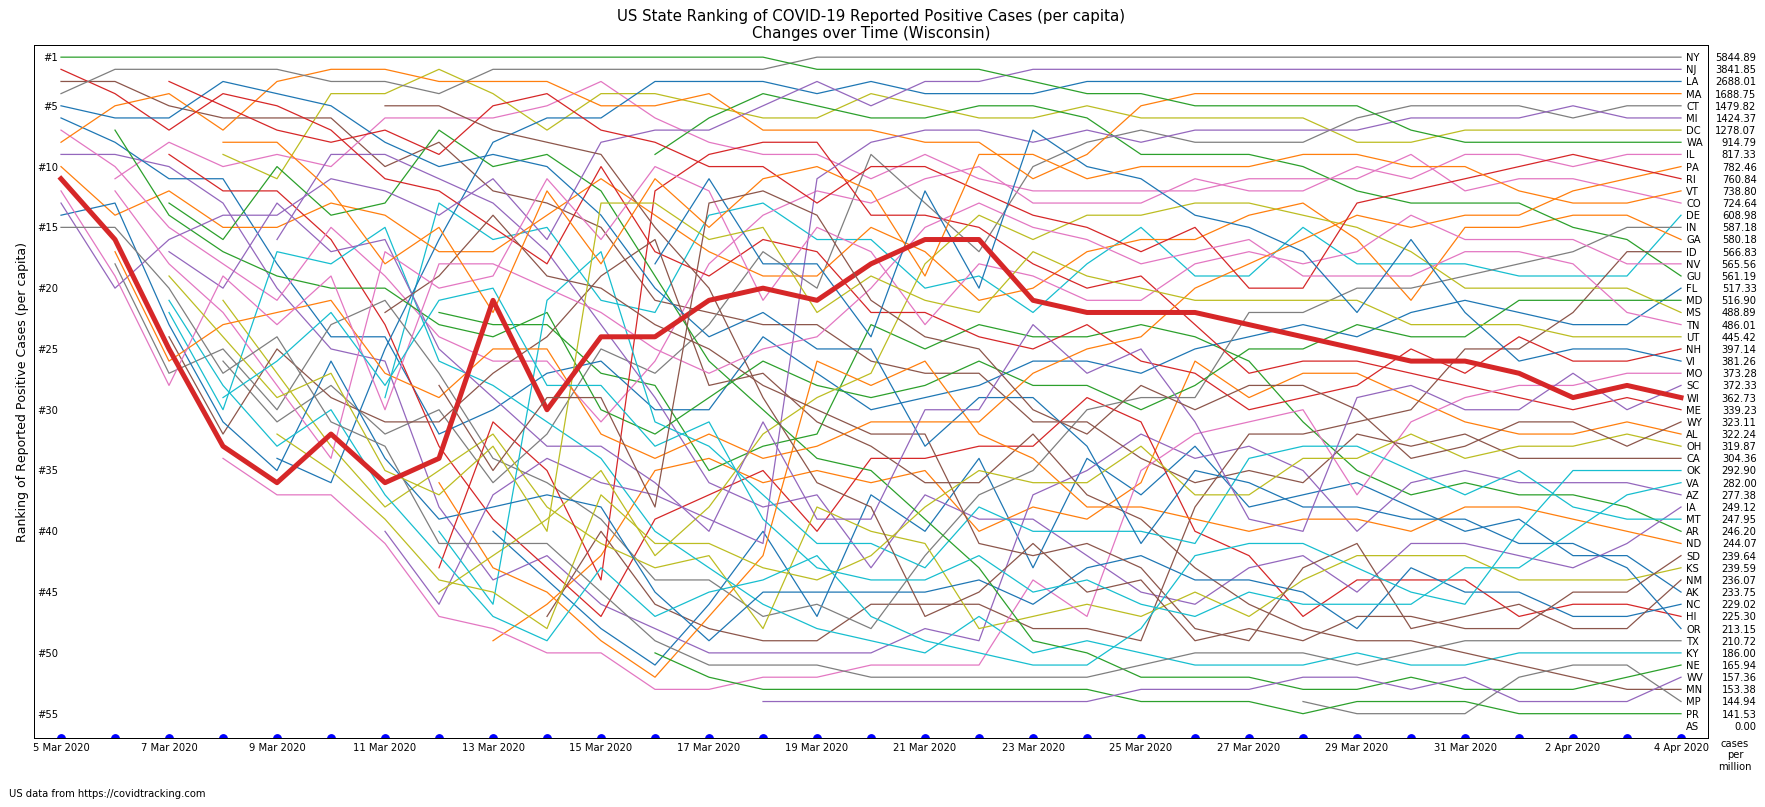 US State Ranking of COVID-19 Reported Positive Cases (per capita)
Changes over Time (Wisconsin)
Ranking of Reported Positive Cases (per capita)
#1
#5
#10
#15
#20
#25
#30
#35
#40
#45
#50
#55
NY 5844.89
NJ 3841.85
LA 2688.01
MA 1688.75
CT 1479.82
MI 1424.37
DC 1278.07
WA 914.79
IL 817.33
PA 782.46
RI 760.84
VT 738.80
CO 724.64
DE 608.98
IN 587.18
GA 580.18
ID 566.83
NV 565.56
GU 561.19
FL 517.33
MD 516.90
MS 488.89
TN 486.01
UT 445.42
NH 397.14
VI 381.26
MO 373.28
SC 372.33
WI 362.73
ME 339.23
WY 323.11
AL 322.24
OH 319.87
CA 304.36
OK 292.90
VA 282.00
AZ 277.38
IA 249.12
MT 247.95
AR 246.20
ND 244.07
SD 239.64
KS 239.59
NM 236.07
AK 233.75
NC 229.02
HI 225.30
OR 213.15
TX 210.72
KY 186.00
NE 165.94
WV 157.36
MN 153.38
MP 144.94
PR 141.53
AS 0.00
5 Mar 2020 7 Mar 2020 9 Mar 2020 11 Mar 2020 13 Mar 2020 15 Mar 2020 17 Mar 2020 19 Mar 2020 21 Mar 2020 23 Mar 2020 25 Mar 2020 27 Mar 2020 29 Mar 2020 31 Mar 2020 2 Apr 2020 4 Apr 2020
cases
per
million
US data from https://covidtracking.com